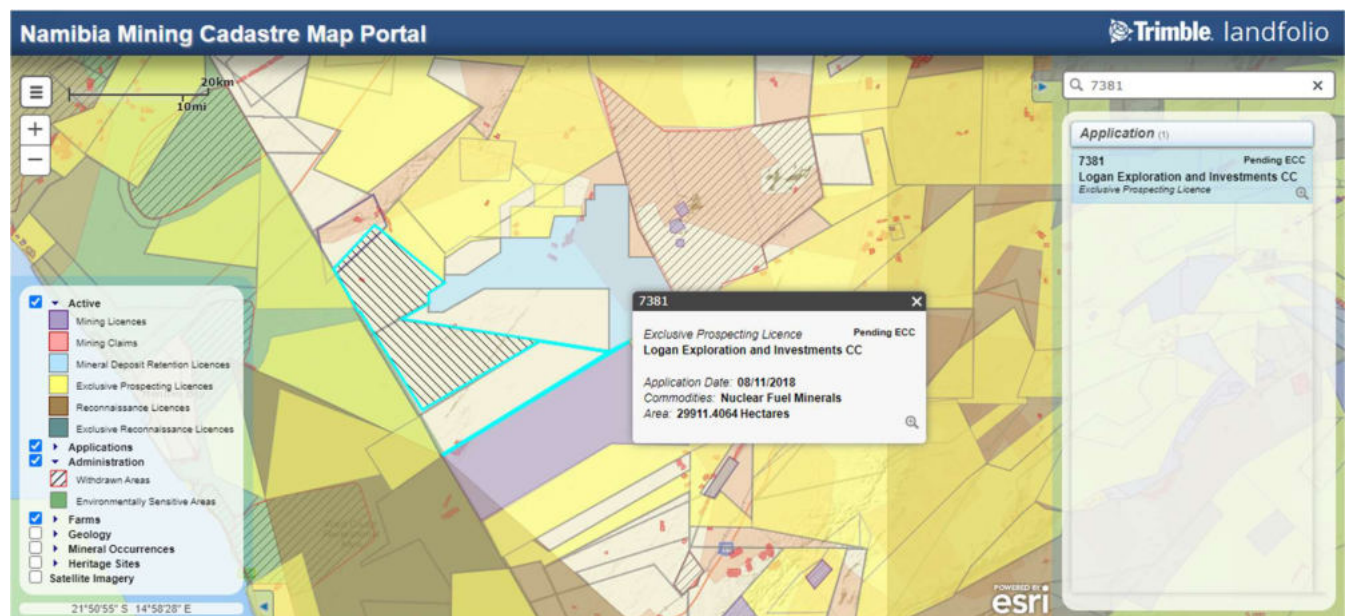 Namibia Mining Cadastre Map Portal
Trimble. landfolio
20km
10mi
7381
Application (1)
7381 Pending ECC
Logan Exploration and Investments CC
Exclusive Prospecting Licence
7381
Exclusive Prospecting Licence Pending ECC
Logan Exploration and Investments CC
Application Date: 08/11/2018
Commodities: Nuclear Fuel Minerals
Area: 29911.4064 Hectares
Active
Mining Licences
Mining Claims
Mineral Deposit Retention Licences
Exclusive Prospecting Licences
Reconnaissance Licences
Exclusive Reconnaissance Licences
Applications
Administration
Withdrawn Areas
Environmentally Sensitive Areas
Farms
Geology
Mineral Occurrences
Heritage Sites
Satellite Imagery
21°50'55" S 14°58'28" E
POWERED BY
esri